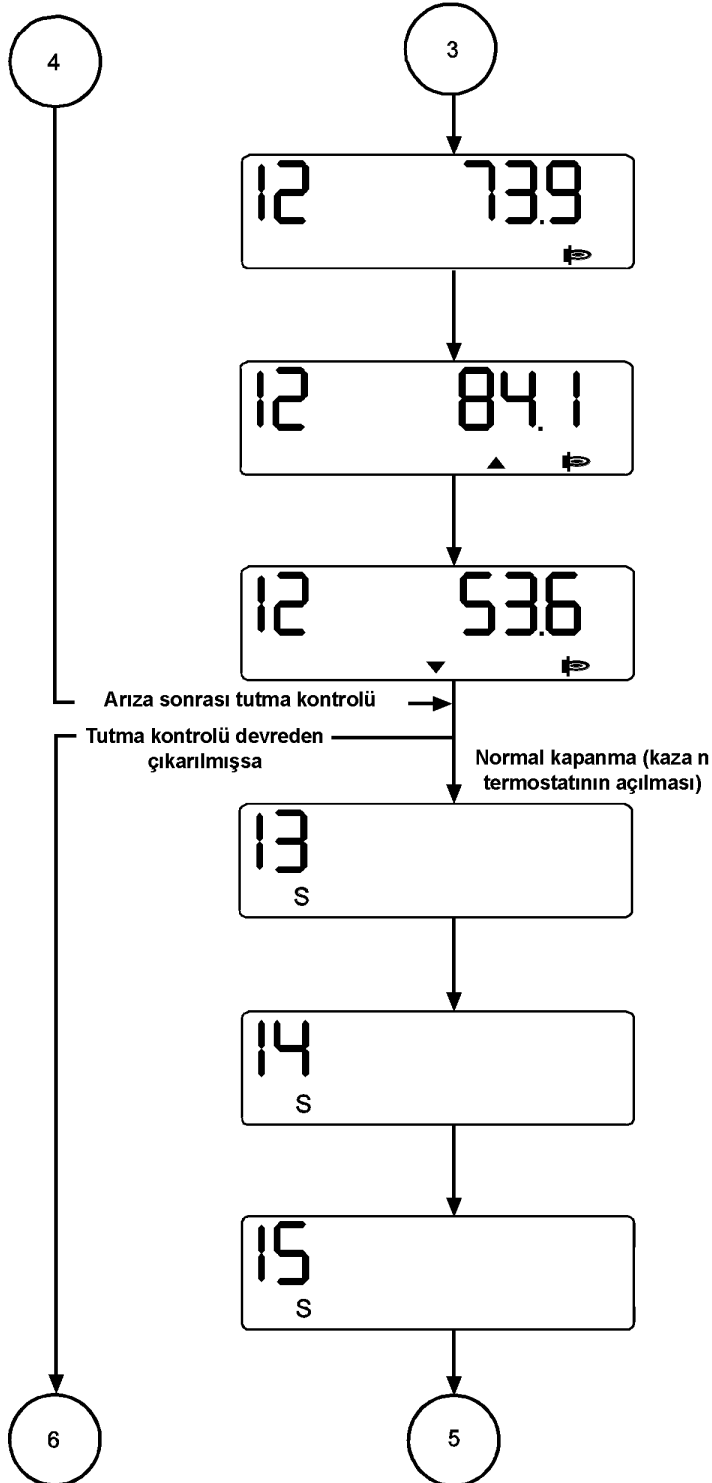 4
3
12 73.9
12 84.1
12 53.6
Arıza sonrası tutma kontrolü
Tutma kontrolü devreden
çıkarılmışsa
Normal kapanma (kaza n
termostatının açılması)
13
S
14
S
15
S
6
5